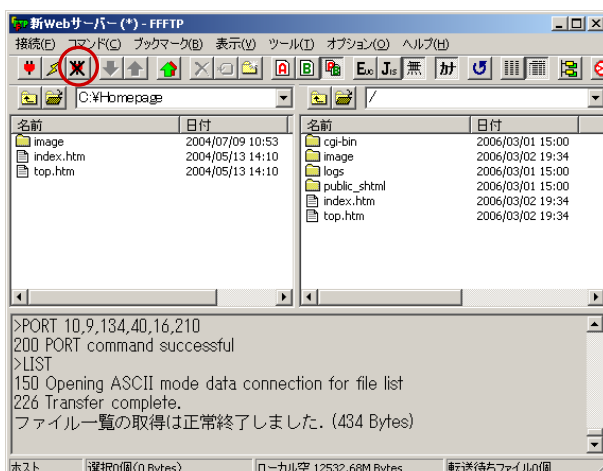 新Webサーバー (*) - FFFTP
接続(F) コマンド(C) ブックマーク(B) 表示(V) ツール(T) オプション(O) ヘルプ(H)
A B Euc Jis 無 カナ
C:¥Homepage
/
名前 日付
image 2004/07/09 10:53
index.htm 2004/05/13 14:10
top.htm 2004/05/13 14:10
名前 日付
cgi-bin 2006/03/01 15:00
image 2006/03/02 19:34
logs 2006/03/01 15:00
public_shtml 2006/03/01 15:00
index.htm 2006/03/02 19:34
top.htm 2006/03/02 19:34
>PORT 10,9,134,40,16,210
200 PORT command successful
>LIST
150 Opening ASCII mode data connection for file list
226 Transfer complete.
ファイル一覧の取得は正常終了しました. (434 Bytes)
ホスト 選択0個(0 Bytes) ローカル空 12532.68M Bytes 転送待ちファイル0個